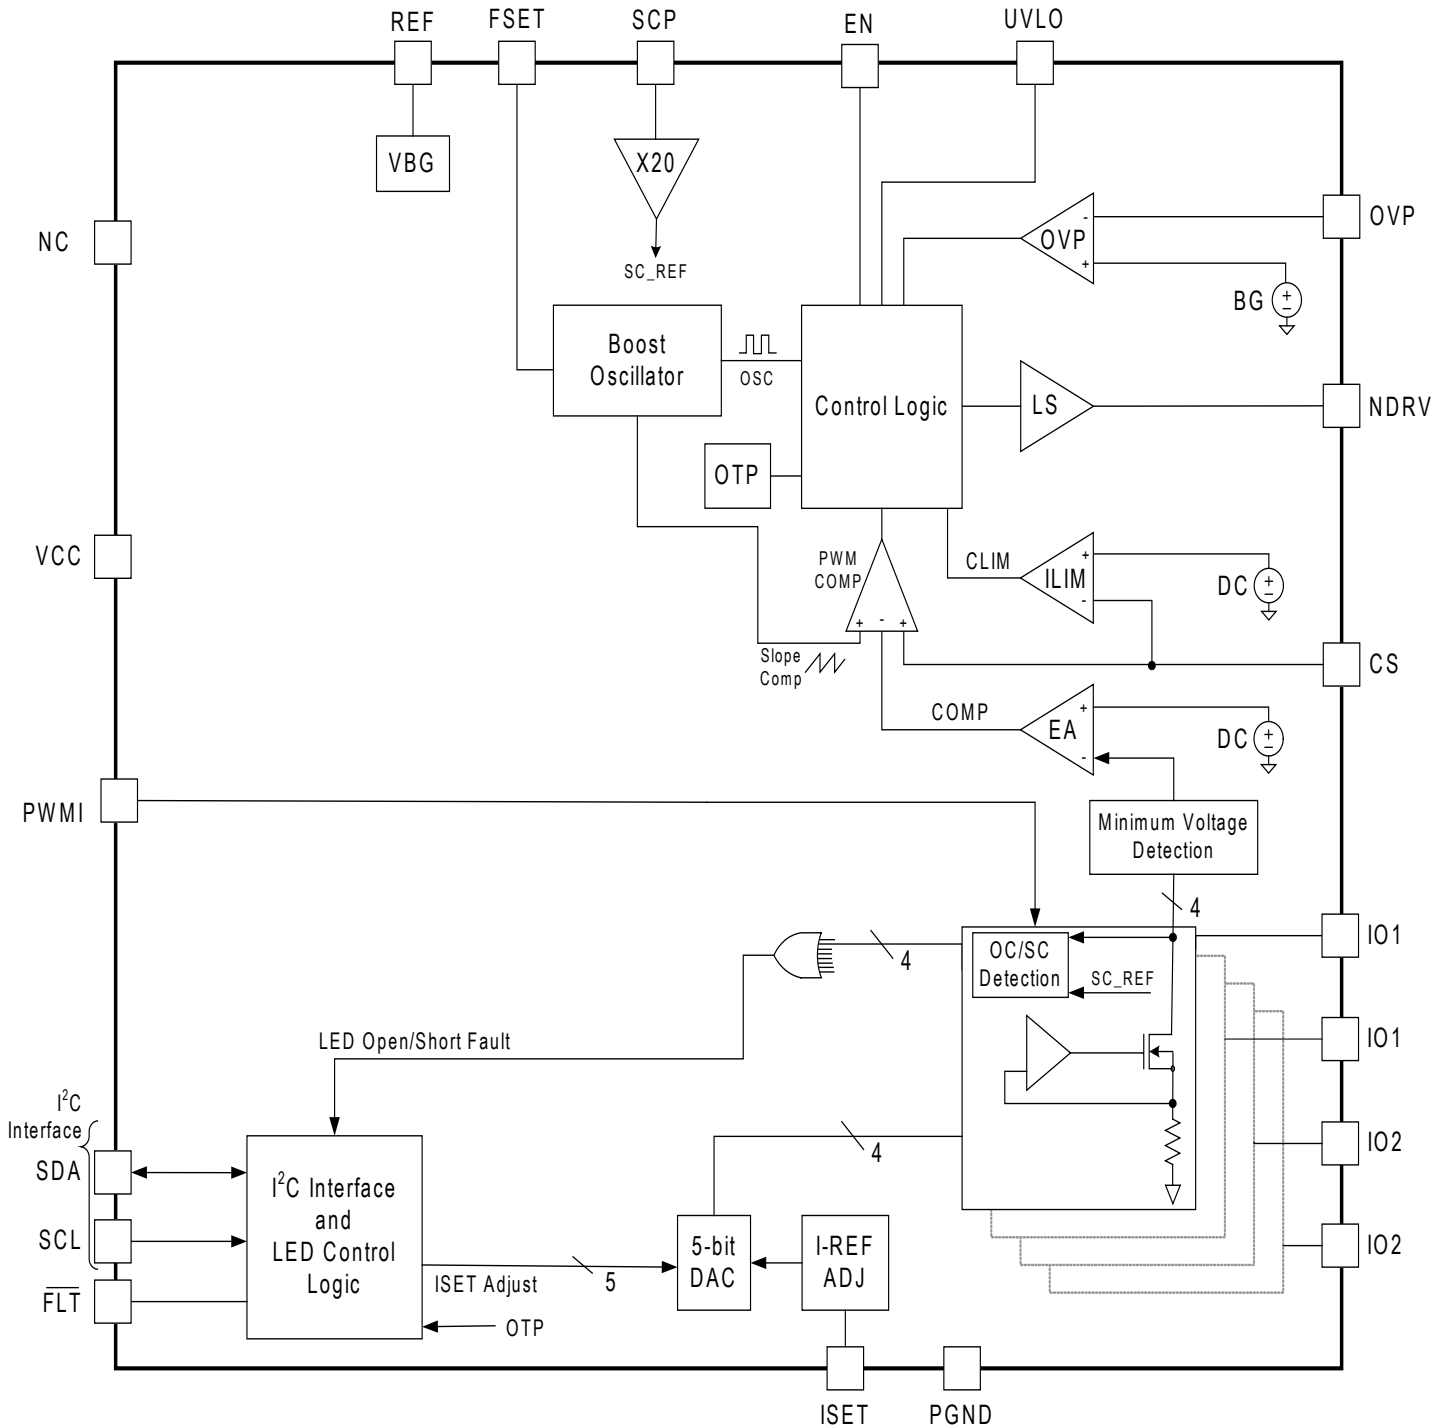 REF
FSET
SCP
EN
UVLO
VBG
X20
SC_REF
NC
OVP
-
OVP
+
BG
+
–
Boost
Oscillator
OSC
Control Logic
LS
NDRV
OTP
VCC
PWM
COMP
CLIM
+
ILIM
-
DC
+
–
+
-
+
Slope
Comp
CS
COMP
+
EA
-
DC
+
–
PWMI
Minimum Voltage
Detection
4
OC/SC
Detection
SC_REF
4
IO1
LED Open/Short Fault
IO1
I²C
Interface
SDA
SCL
FLT
I²C Interface
and
LED Control
Logic
4
IO2
ISET Adjust
5
5-bit
DAC
I-REF
ADJ
IO2
OTP
ISET
PGND